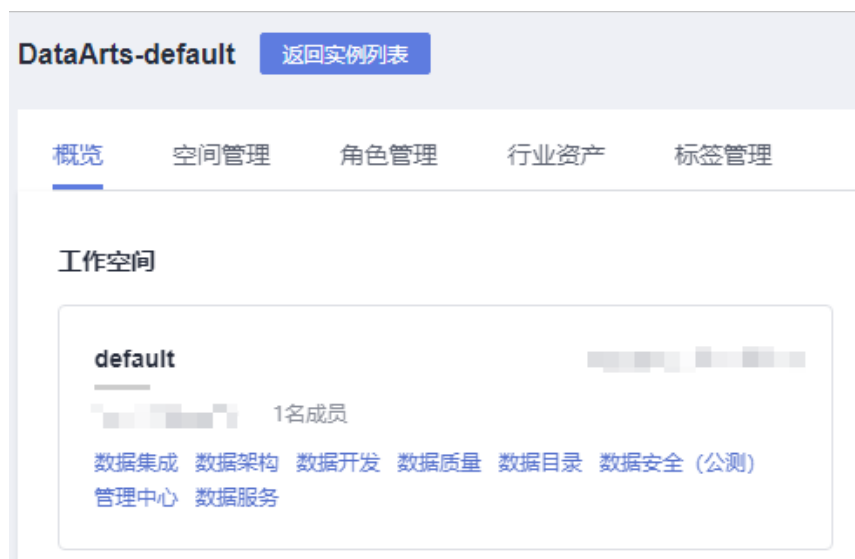 DataArts-default 返回实例列表
概览 空间管理 角色管理 行业资产 标签管理
工作空间
default
1名成员
数据集成 数据架构 数据开发 数据质量 数据目录 数据安全（公测）
管理中心 数据服务